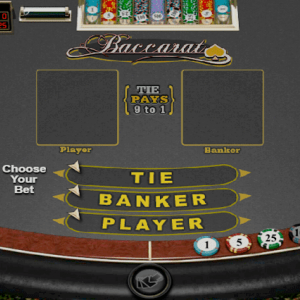 Baccarat
TIE
PAYS
9 to 1
Player
Banker
Choose
Your
Bet
TIE
BANKER
PLAYER
1
5
25